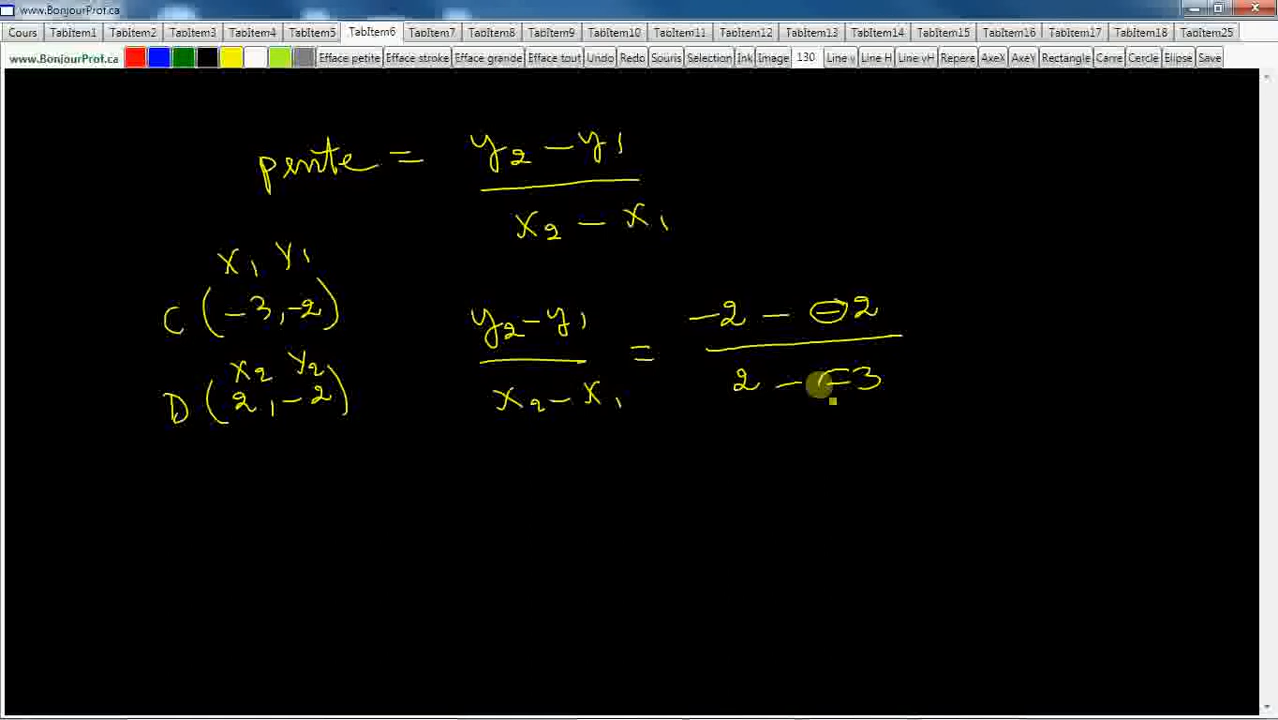 www.BonjourProf.ca
Cours TabItem1 TabItem2 TabItem3 TabItem4 TabItem5 TabItem6 TabItem7 TabItem8 TabItem9 TabItem10 TabItem11 TabItem12 TabItem13 TabItem14 TabItem15 TabItem16 TabItem17 TabItem18 TabItem25
www.BonjourProf.ca Efface petite Efface stroke Efface grande Efface tout Undo Redo Souris Selection Ink Image 130 Line v Line H Line vH Repere AxeX AxeY Rectangle Carre Cercle Elipse Save
pente = y2 - y1
x2 - x1
x1 y1
C (-3, -2)
x2 y2
D (2, -2)
y2 - y1 = -2 - -2
x2 - x1 2 - -3